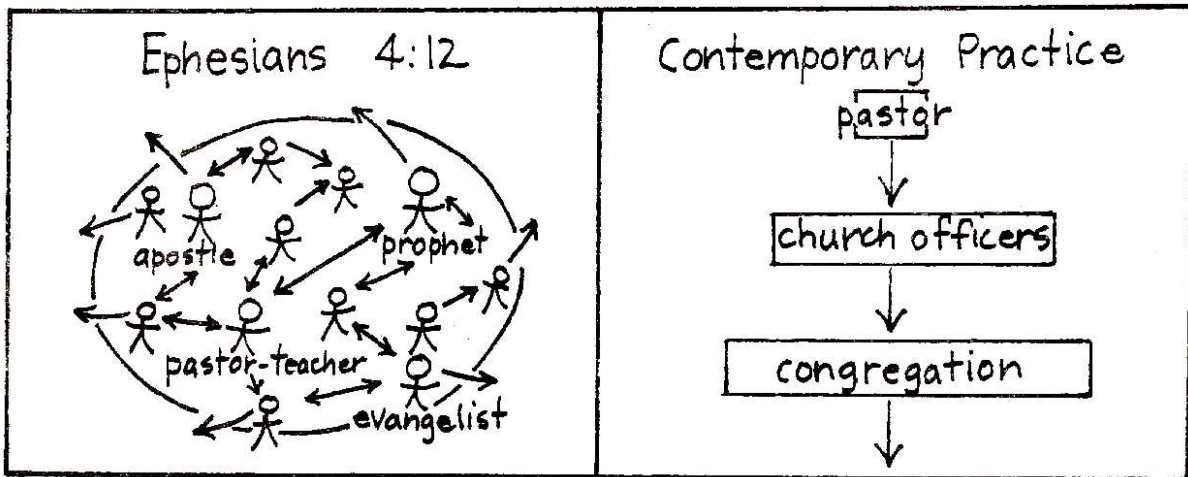 Ephesians 4:12
apostle
prophet
pastor-teacher
evangelist
Contemporary Practice
pastor
church officers
congregation